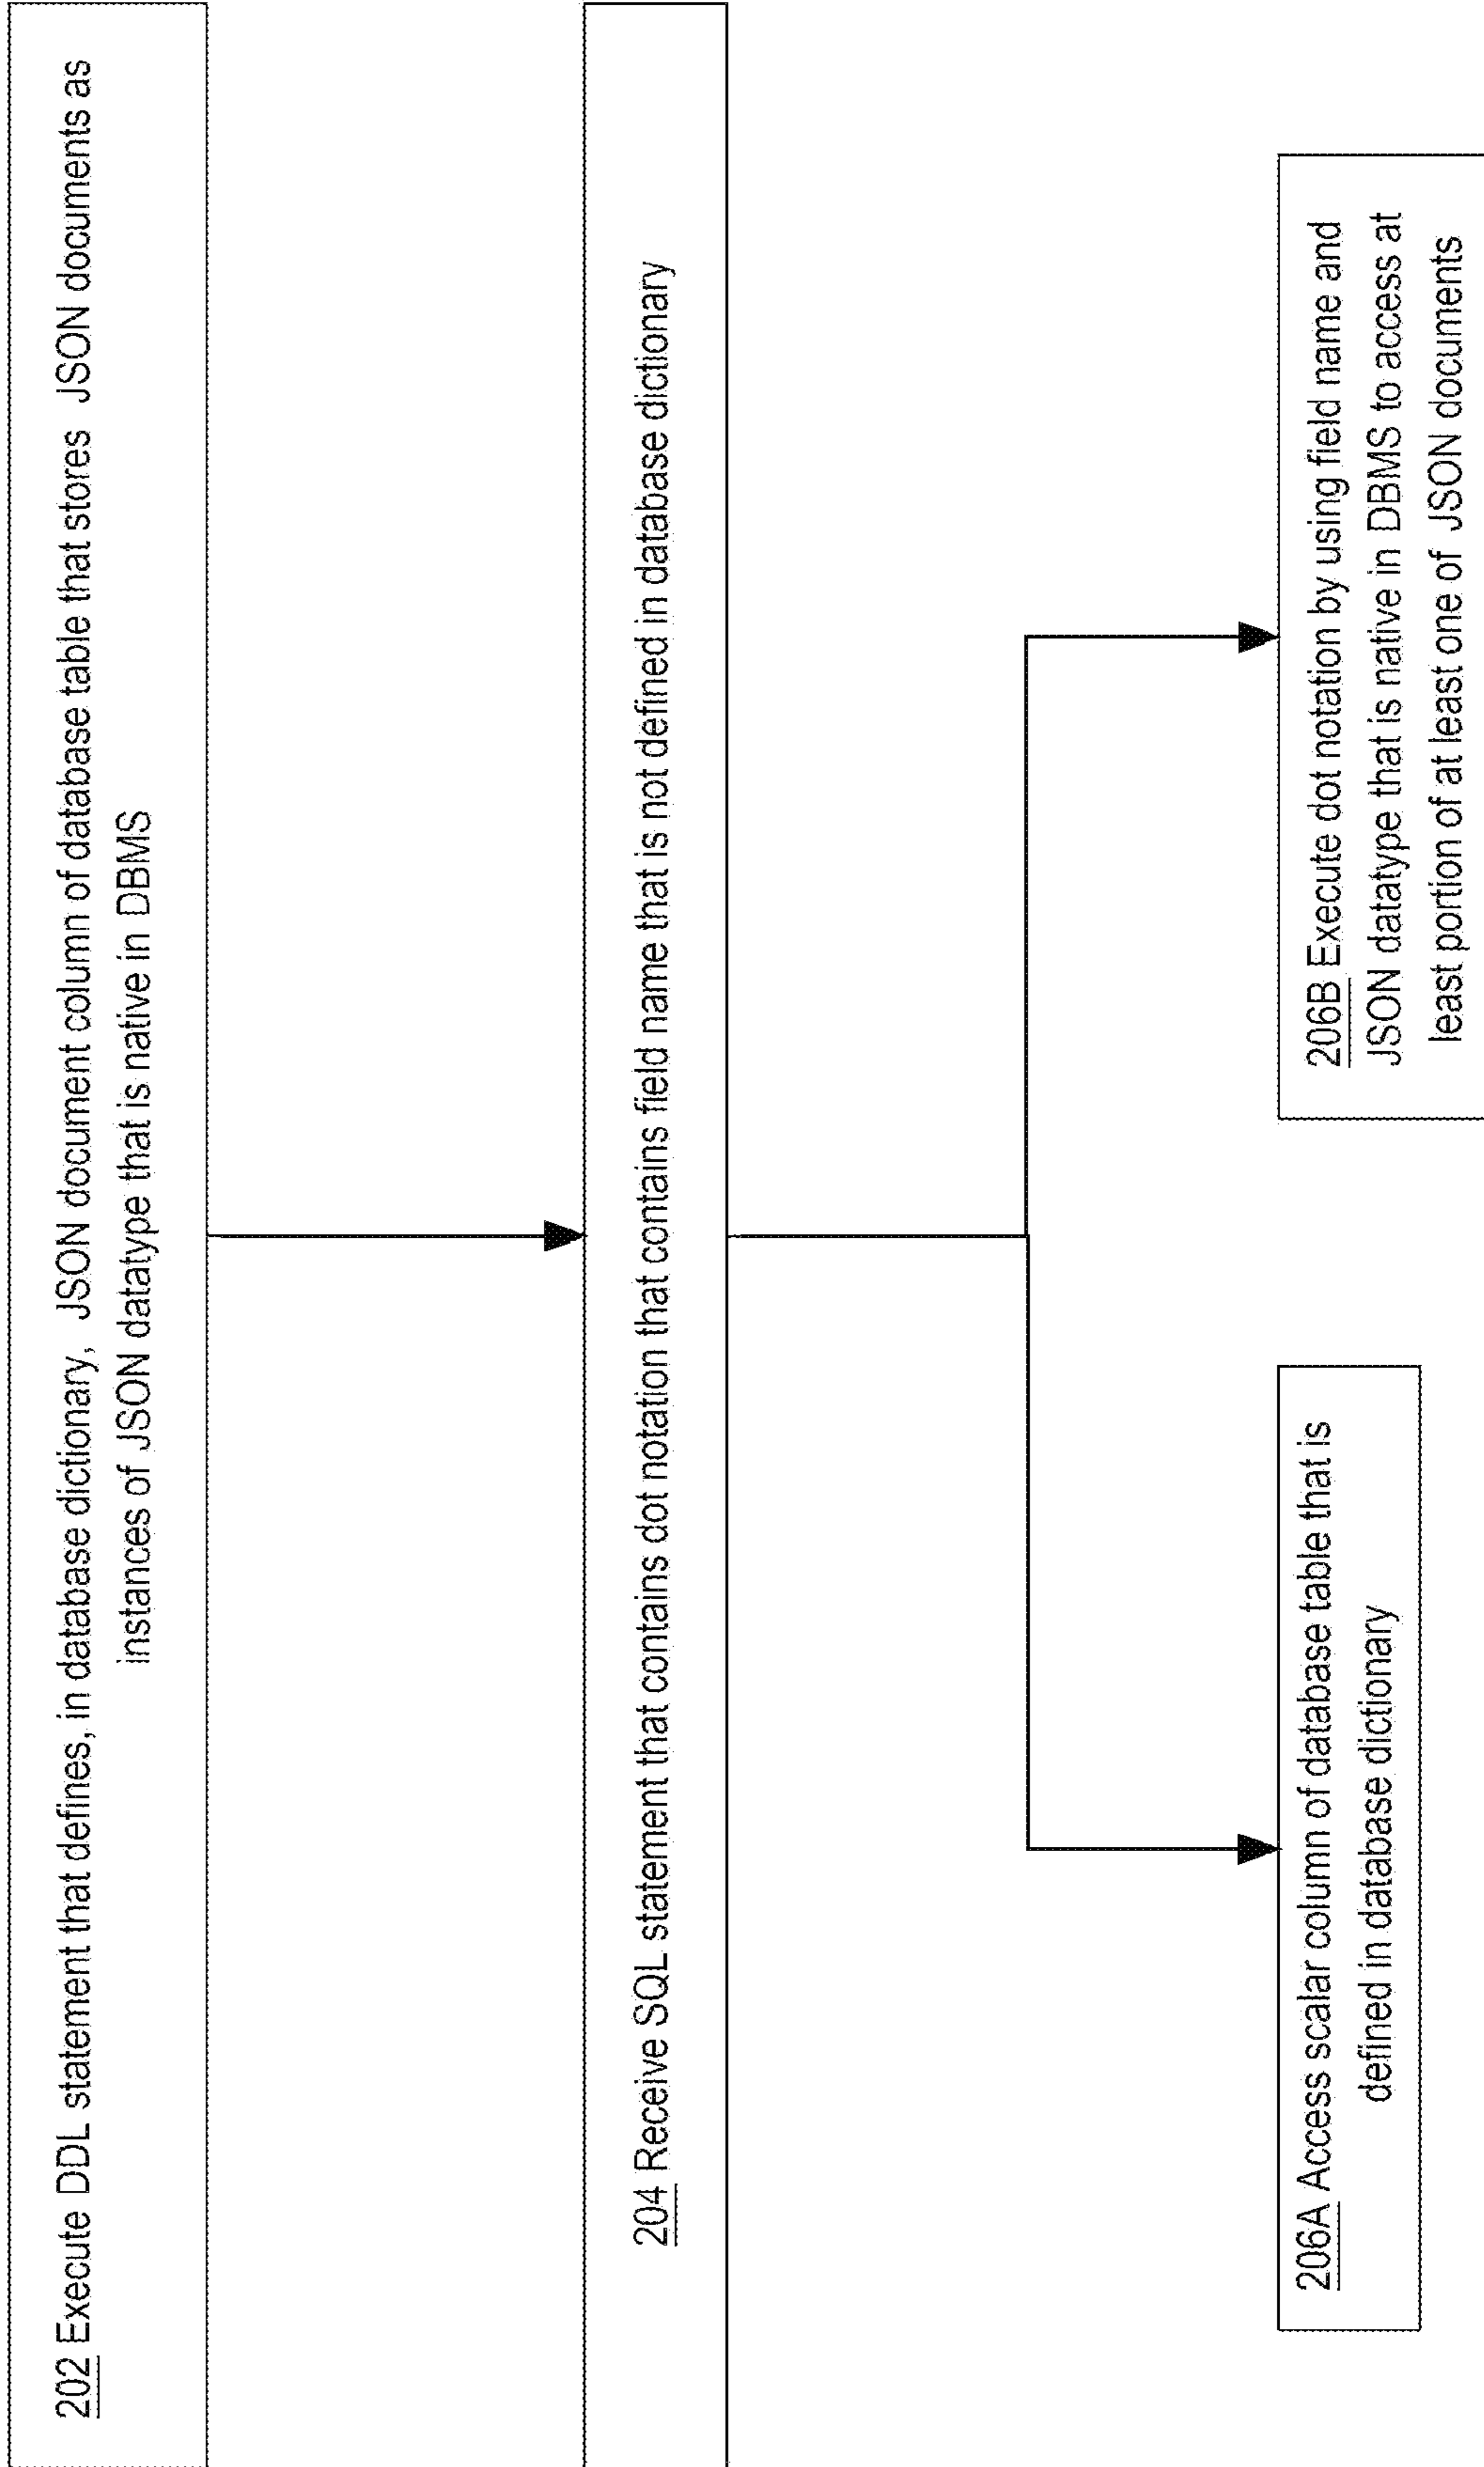 202 Execute DDL statement that defines, in database dictionary, JSON document column of database table that stores JSON documents as
instances of JSON datatype that is native in DBMS
204 Receive SQL statement that contains dot notation that contains field name that is not defined in database dictionary
206A Access scalar column of database table that is
defined in database dictionary
206B Execute dot notation by using field name and
JSON datatype that is native in DBMS to access at
least portion of at least one of JSON documents